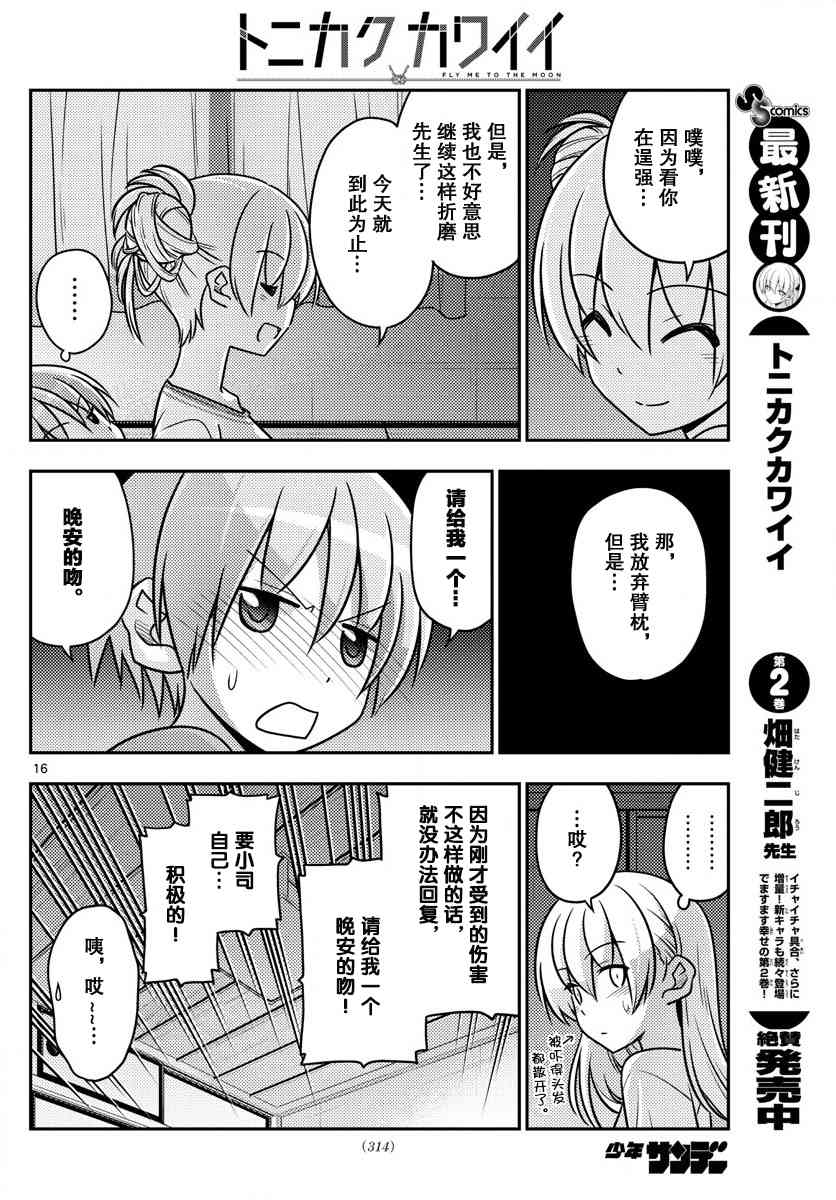 トニカクカワイイ
FLY ME TO THE MOON
噗噗，
因为看你
在逞强…
但是，
我也不好意思
继续这样折磨
先生了…
今天就
到此为止…
…
那，
我放弃臂枕，
但是…
请给我一个…
晚安的吻。
16
………
…哎？
被吓得头发
都散开了。
因为刚才受到的伤害
不这样做的话，
就没办法回复，
请给我一个
晚安的吻！
要小司
自己…
积极的！
咦，哎
～～…
(314)
少年サンデー
SScomics
最新刊
トニカクカワイイ
第2巻
畑健二郎先生
はた けん じ ろう
イチャイチャ具合、さらに
増量！新キャラも続々登場
でますます幸せの第2巻！
絶賛
発売中